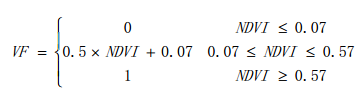 0 NDVI ≤ 0.07
VF = { 0.5 × NDVI + 0.07 0.07 ≤ NDVI ≤ 0.57
1 NDVI ≥ 0.57